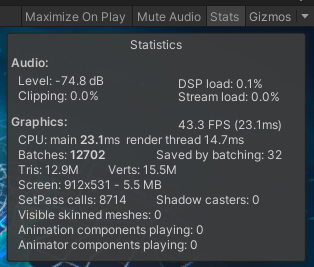 Maximize On Play Mute Audio Stats Gizmos
Statistics
Audio:
Level: -74.8 dB DSP load: 0.1%
Clipping: 0.0% Stream load: 0.0%
Graphics: 43.3 FPS (23.1ms)
CPU: main 23.1ms render thread 14.7ms
Batches: 12702 Saved by batching: 32
Tris: 12.9M Verts: 15.5M
Screen: 912x531 - 5.5 MB
SetPass calls: 8714 Shadow casters: 0
Visible skinned meshes: 0
Animation components playing: 0
Animator components playing: 0